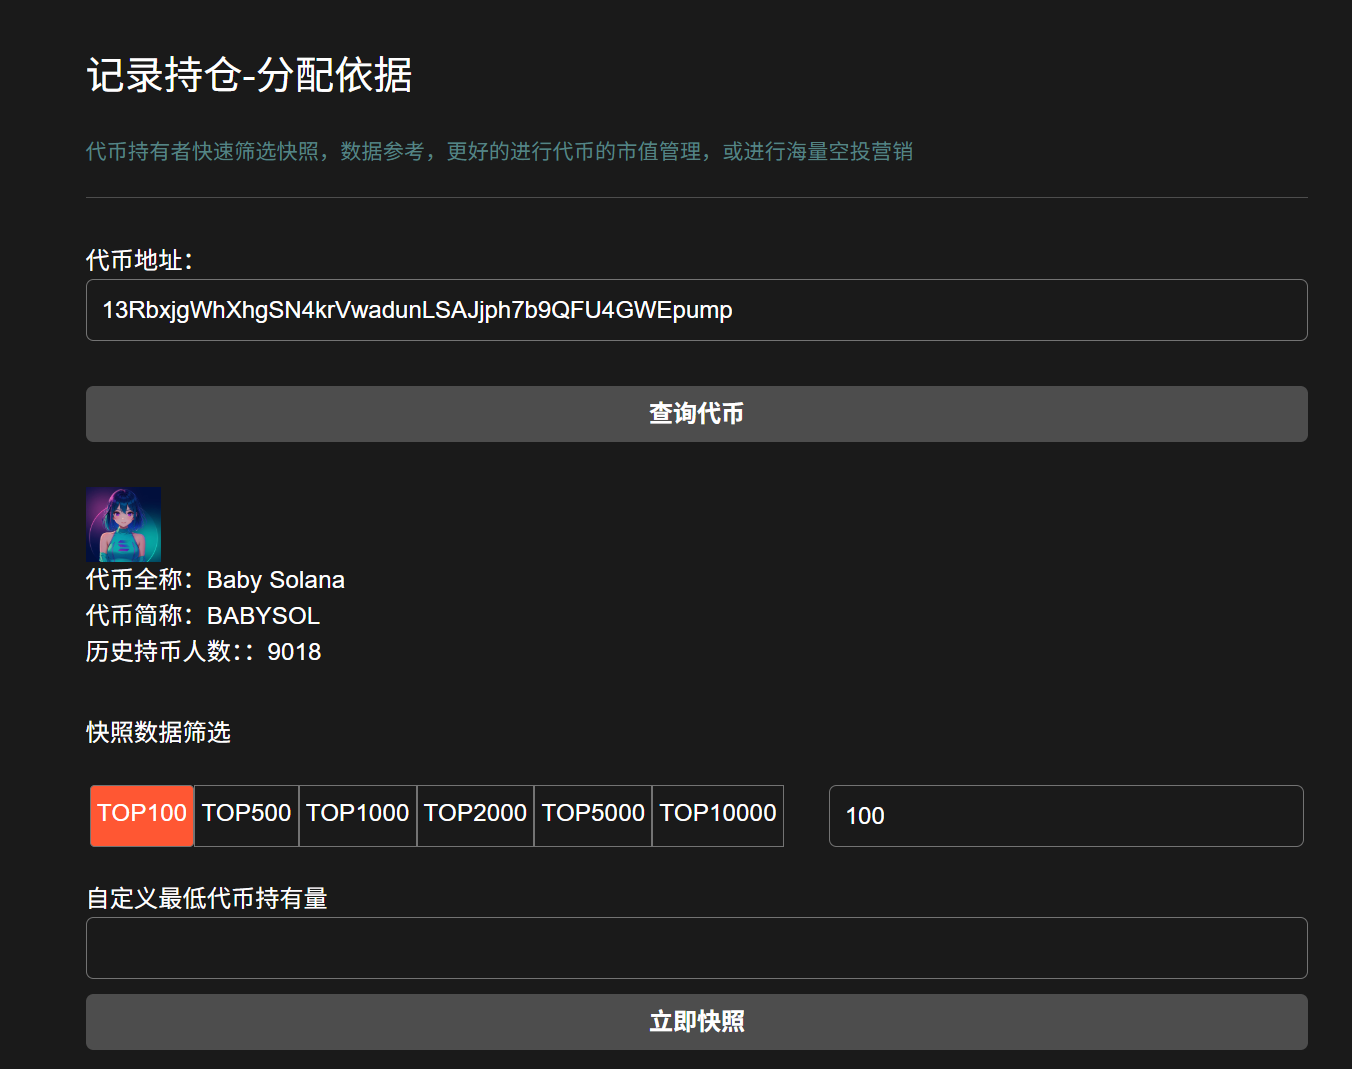 记录持仓-分配依据
代币持有者快速筛选快照，数据参考，更好的进行代币的市值管理，或进行海量空投营销
代币地址：
13RbxjgWhXhgSN4krVwadunLSAJjph7b9QFU4GWEpump
查询代币
代币全称：Baby Solana
代币简称：BABYSOL
历史持币人数:：9018
快照数据筛选
TOP100 TOP500 TOP1000 TOP2000 TOP5000 TOP10000 100
自定义最低代币持有量
立即快照